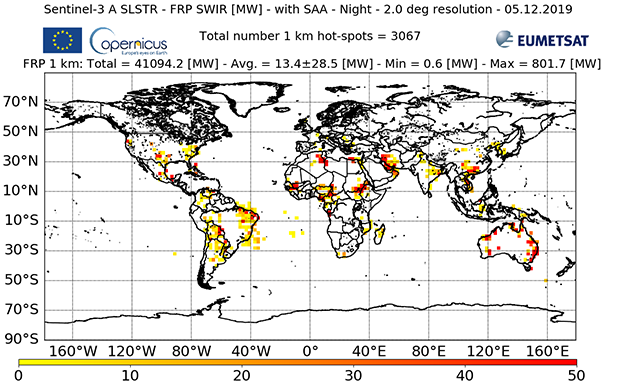 Sentinel-3 A SLSTR - FRP SWIR [MW] - with SAA - Night - 2.0 deg resolution - 05.12.2019
Copernicus
Europe's eyes on Earth
Total number 1 km hot-spots = 3067
EUMETSAT
FRP 1 km: Total = 41094.2 [MW] - Avg. = 13.4±28.5 [MW] - Min = 0.6 [MW] - Max = 801.7 [MW]
70°N
50°N
30°N
10°N
10°S
30°S
50°S
70°S
90°S
160°W 120°W 80°W 40°W 0° 40°E 80°E 120°E 160°E
0 10 20 30 40 50